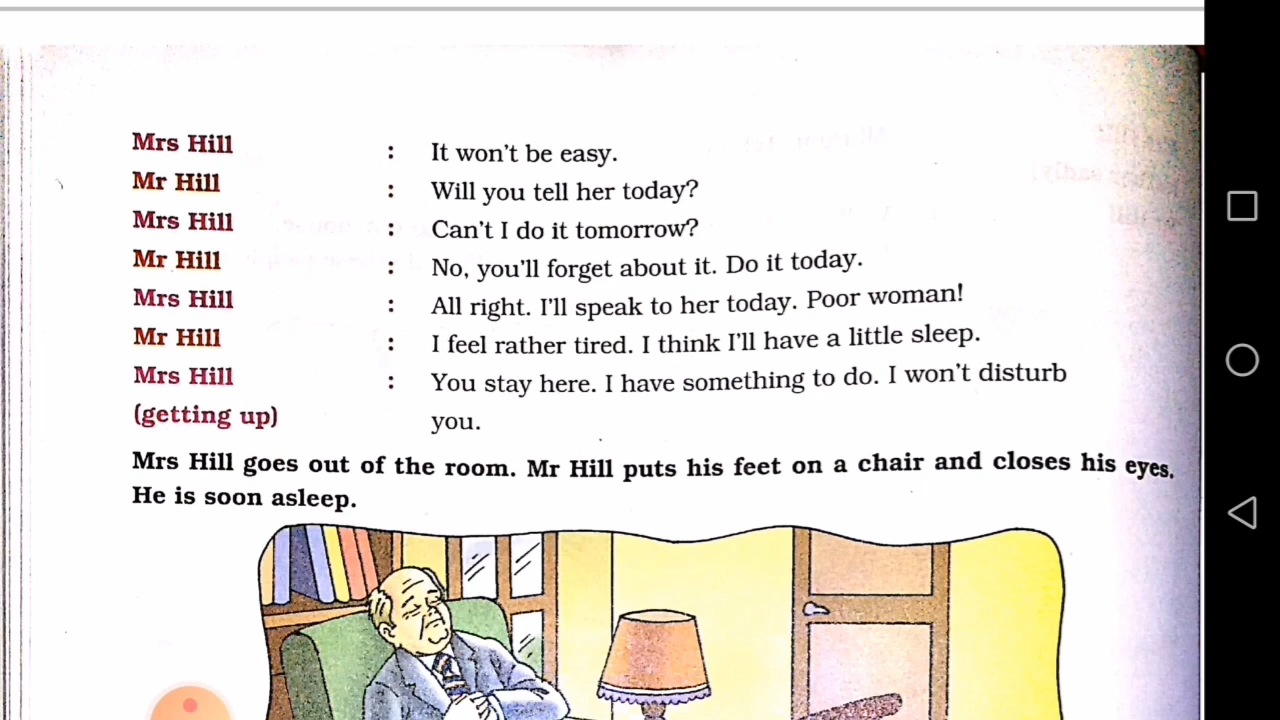 Mrs Hill : It won't be easy.
Mr Hill : Will you tell her today?
Mrs Hill : Can't I do it tomorrow?
Mr Hill : No, you'll forget about it. Do it today.
Mrs Hill : All right. I'll speak to her today. Poor woman!
Mr Hill : I feel rather tired. I think I'll have a little sleep.
Mrs Hill : You stay here. I have something to do. I won't disturb
(getting up) you.
Mrs Hill goes out of the room. Mr Hill puts his feet on a chair and closes his eyes.
He is soon asleep.